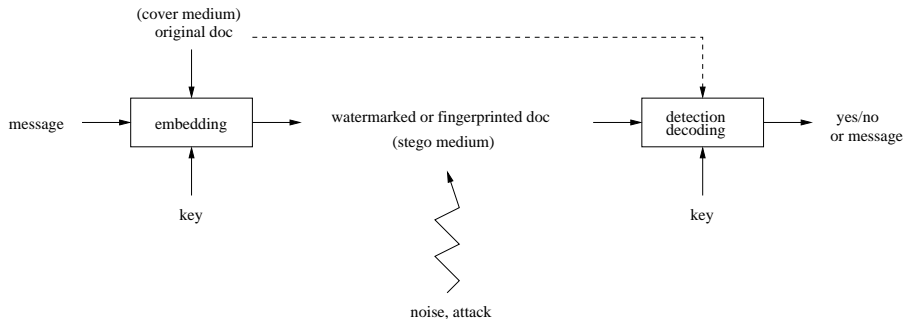 (cover medium)
original doc
message
embedding
watermarked or fingerprinted doc
(stego medium)
detection
decoding
yes/no
or message
key
key
noise, attack